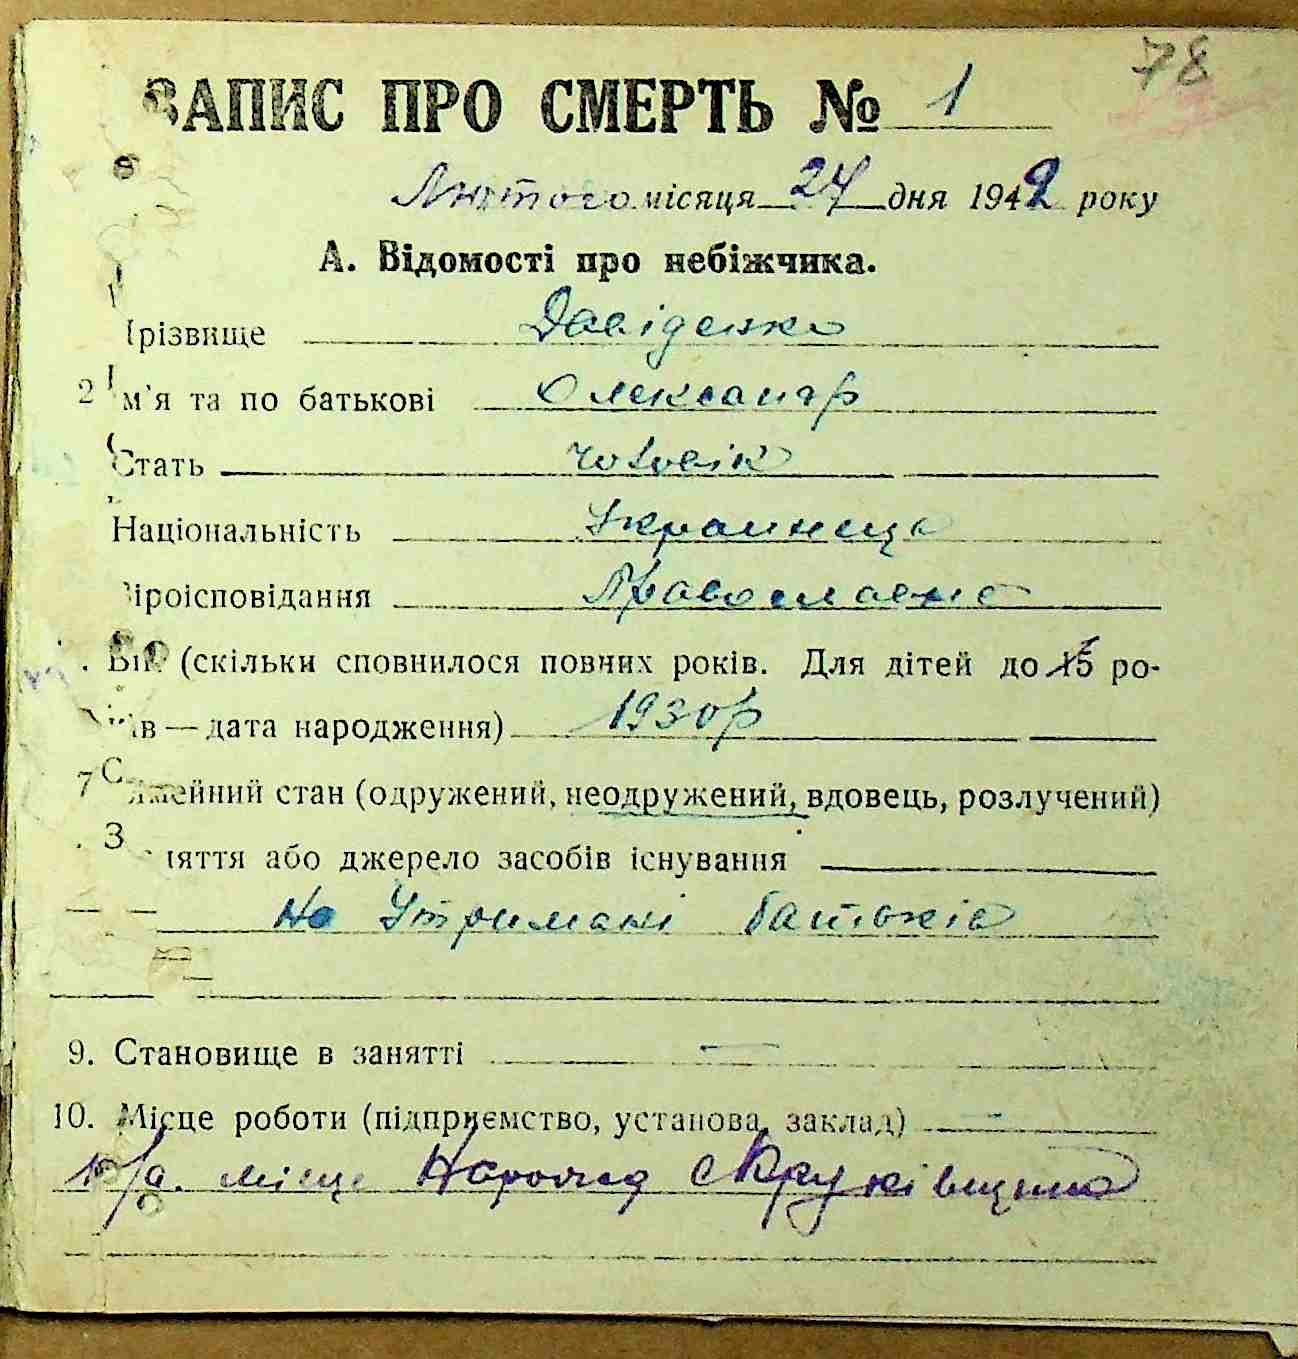 78
ЗАПИС ПРО СМЕРТЬ № 1
Лютого місяця 24 дня 1942 року
А. Відомості про небіжчика.
Прізвище Давіденко
2 Ім'я та по батькові Олександр
Стать чоловік
Національність Украинець
Віроісповідання Православне
Вік (скільки сповнилося повних років. Для дітей до 15 ро-
ків — дата народження) 1930р
7 Сімейний стан (одружений, неодружений, вдовець, розлучений)
Заняття або джерело засобів існування
На Утримані батьків
9. Становище в занятті —
10. Місце роботи (підприємство, установа, заклад) —
місце Народж с Круківщина